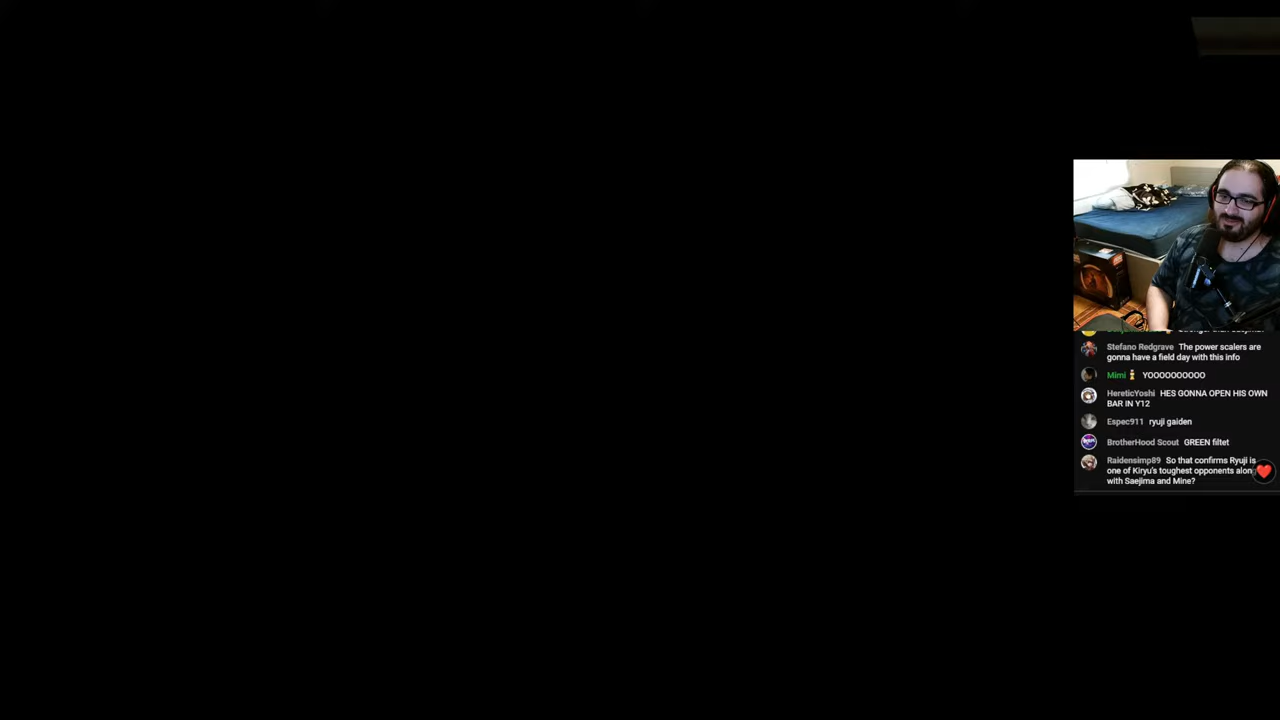 Stefano Redgrave The power scalers are
gonna have a field day with this info
Mimi YOOOOOOOOOO
HereticYoshi HES GONNA OPEN HIS OWN
BAR IN Y12
Espec911 ryuji gaiden
BrotherHood Scout GREEN filtet
Raidensimp89 So that confirms Ryuji is
one of Kiryu's toughest opponents along
with Saejima and Mine?